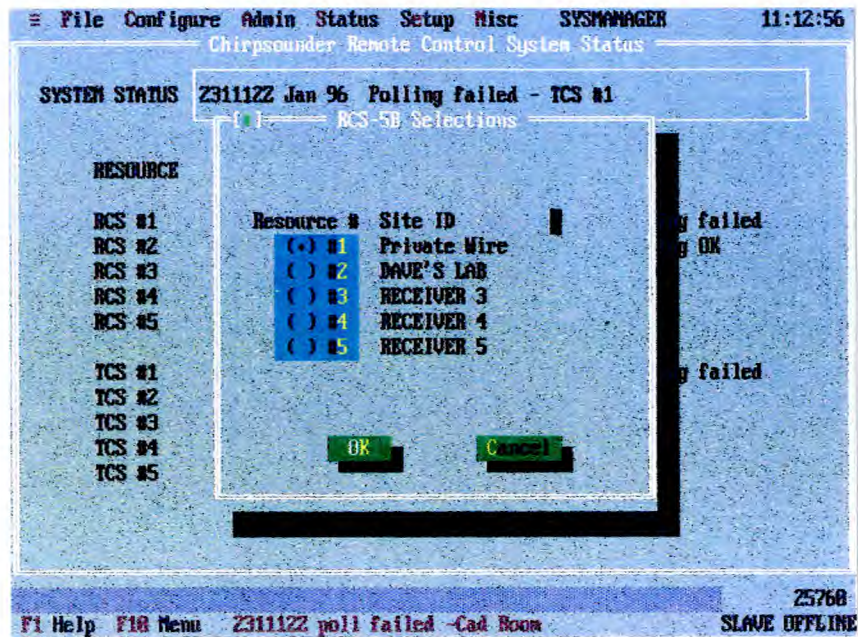 ≡ File Configure Admin Status Setup Misc SYSMANAGER 11:12:56
Chirpsounder Remote Control System Status
SYSTEM STATUS 231112Z Jan 96 Polling failed - TCS #1
RCS-5B Selections
RESOURCE
RCS #1 Resource # Site ID g failed
RCS #2 (•) #1 Private Wire g OK
RCS #3 ( ) #2 DAVE'S LAB
RCS #4 ( ) #3 RECEIVER 3
RCS #5 ( ) #4 RECEIVER 4
( ) #5 RECEIVER 5
TCS #1 g failed
TCS #2
TCS #3
TCS #4 OK Cancel
TCS #5
25760
F1 Help F10 Menu 231112Z poll failed -Cad Room SLAVE OFFLINE